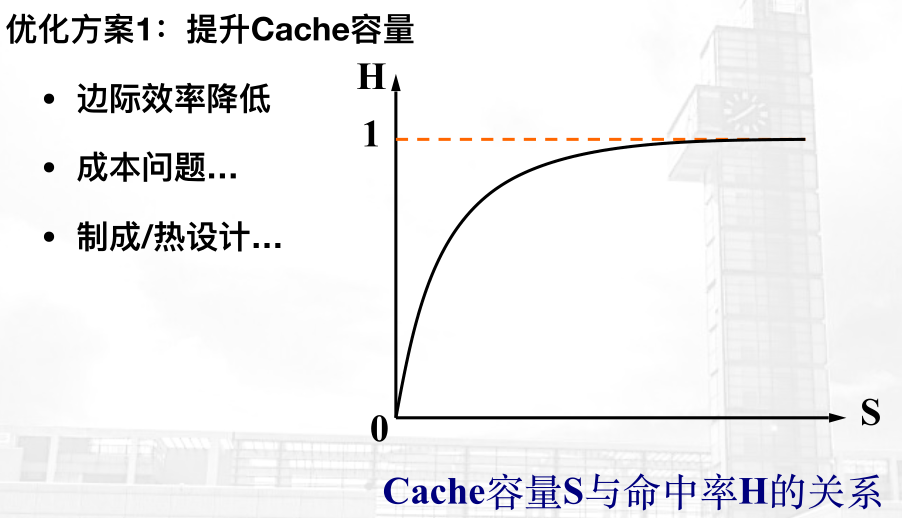 优化方案1：提升Cache容量
• 边际效率降低
• 成本问题...
• 制成/热设计...
H
1
0
S
Cache容量S与命中率H的关系